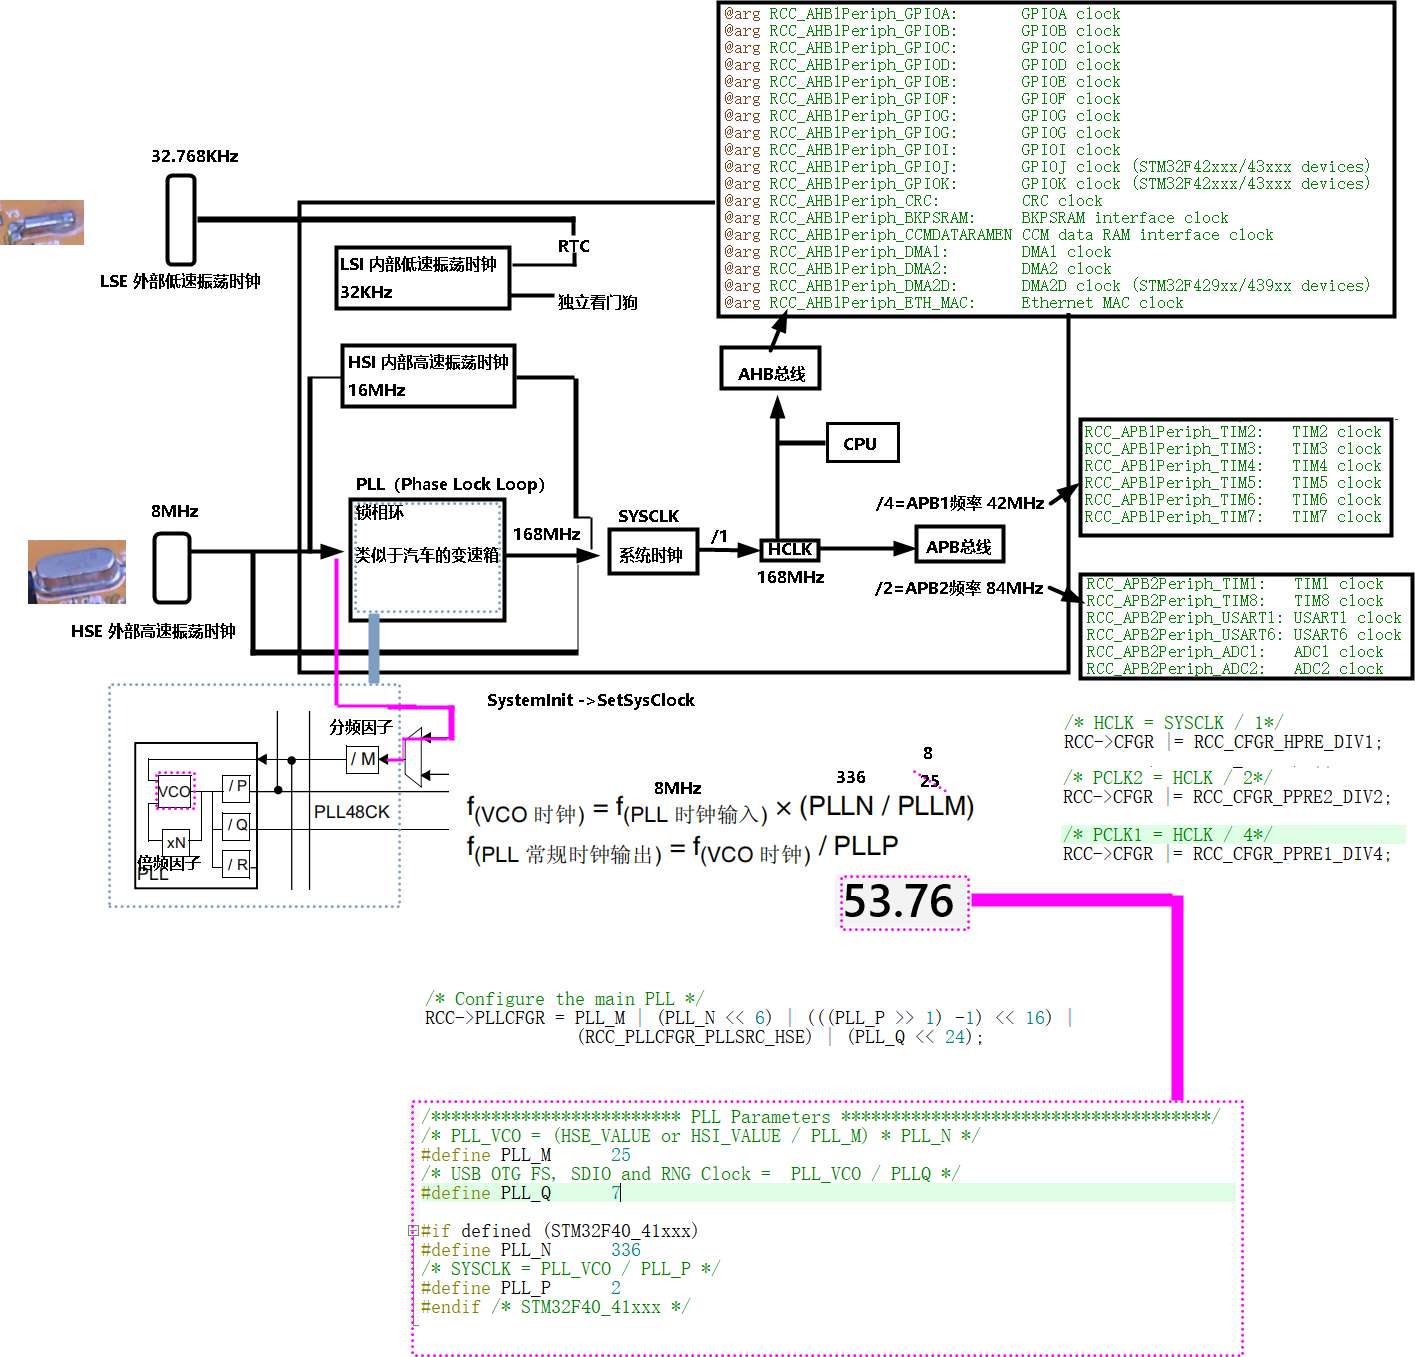 @arg RCC_AHB1Periph_GPIOA:       GPIOA clock
@arg RCC_AHB1Periph_GPIOB:       GPIOB clock
@arg RCC_AHB1Periph_GPIOC:       GPIOC clock
@arg RCC_AHB1Periph_GPIOD:       GPIOD clock
@arg RCC_AHB1Periph_GPIOE:       GPIOE clock
@arg RCC_AHB1Periph_GPIOF:       GPIOF clock
@arg RCC_AHB1Periph_GPIOG:       GPIOG clock
@arg RCC_AHB1Periph_GPIOG:       GPIOG clock
@arg RCC_AHB1Periph_GPIOI:       GPIOI clock
@arg RCC_AHB1Periph_GPIOJ:       GPIOJ clock (STM32F42xxx/43xxx devices)
@arg RCC_AHB1Periph_GPIOK:       GPIOK clock (STM32F42xxx/43xxx devices)
@arg RCC_AHB1Periph_CRC:         CRC clock
@arg RCC_AHB1Periph_BKPSRAM:     BKPSRAM interface clock
@arg RCC_AHB1Periph_CCMDATARAMEN CCM data RAM interface clock
@arg RCC_AHB1Periph_DMA1:        DMA1 clock
@arg RCC_AHB1Periph_DMA2:        DMA2 clock
@arg RCC_AHB1Periph_DMA2D:       DMA2D clock (STM32F429xx/439xx devices)
@arg RCC_AHB1Periph_ETH_MAC:     Ethernet MAC clock
32.768KHz
LSE 外部低速振荡时钟
RTC
LSI 内部低速振荡时钟
32KHz
独立看门狗
HSI 内部高速振荡时钟
16MHz
AHB总线
CPU
RCC_APB1Periph_TIM2:   TIM2 clock
RCC_APB1Periph_TIM3:   TIM3 clock
RCC_APB1Periph_TIM4:   TIM4 clock
RCC_APB1Periph_TIM5:   TIM5 clock
RCC_APB1Periph_TIM6:   TIM6 clock
RCC_APB1Periph_TIM7:   TIM7 clock
/4=APB1频率 42MHz
PLL（Phase Lock Loop）
锁相环
类似于汽车的变速箱
8MHz
HSE 外部高速振荡时钟
168MHz
SYSCLK
系统时钟
/1
HCLK
168MHz
APB总线
/2=APB2频率 84MHz
RCC_APB2Periph_TIM1:   TIM1 clock
RCC_APB2Periph_TIM8:   TIM8 clock
RCC_APB2Periph_USART1: USART1 clock
RCC_APB2Periph_USART6: USART6 clock
RCC_APB2Periph_ADC1:   ADC1 clock
RCC_APB2Periph_ADC2:   ADC2 clock
SystemInit ->SetSysClock
分频因子
/ M
VCO
/ P
PLL48CK
/ Q
xN
倍频因子
PLL
/ R
8
8MHz
336
25
f(VCO 时钟) = f(PLL 时钟输入) × (PLLN / PLLM)
f(PLL 常规时钟输出) = f(VCO 时钟) / PLLP
53.76
/* HCLK = SYSCLK / 1*/
RCC->CFGR |= RCC_CFGR_HPRE_DIV1;
/* PCLK2 = HCLK / 2*/
RCC->CFGR |= RCC_CFGR_PPRE2_DIV2;
/* PCLK1 = HCLK / 4*/
RCC->CFGR |= RCC_CFGR_PPRE1_DIV4;
/* Configure the main PLL */
RCC->PLLCFGR = PLL_M | (PLL_N << 6) | (((PLL_P >> 1) -1) << 16) |
(RCC_PLLCFGR_PLLSRC_HSE) | (PLL_Q << 24);
/************************* PLL Parameters *************************************/
/* PLL_VCO = (HSE_VALUE or HSI_VALUE / PLL_M) * PLL_N */
#define PLL_M      25
/* USB OTG FS, SDIO and RNG Clock =  PLL_VCO / PLLQ */
#define PLL_Q      7
#if defined (STM32F40_41xxx)
#define PLL_N      336
/* SYSCLK = PLL_VCO / PLL_P */
#define PLL_P      2
#endif /* STM32F40_41xxx */